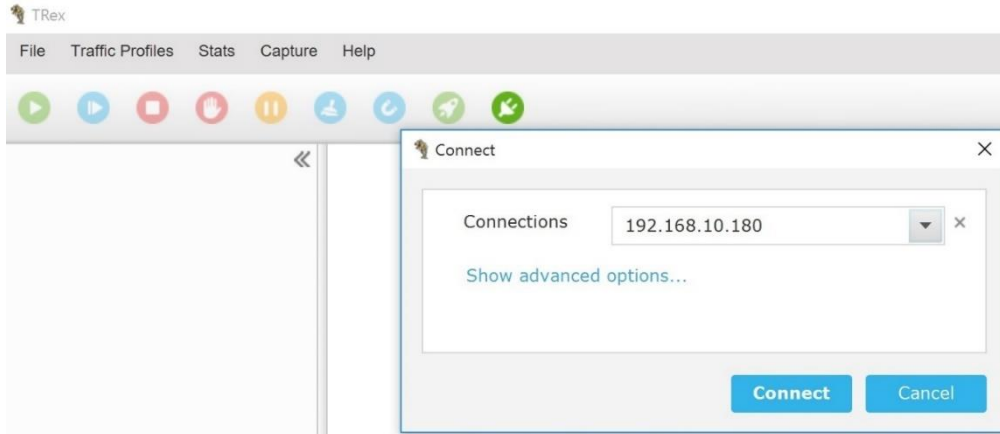 TRex
File Traffic Profiles Stats Capture Help
Connect
Connections 192.168.10.180
Show advanced options...
Connect Cancel